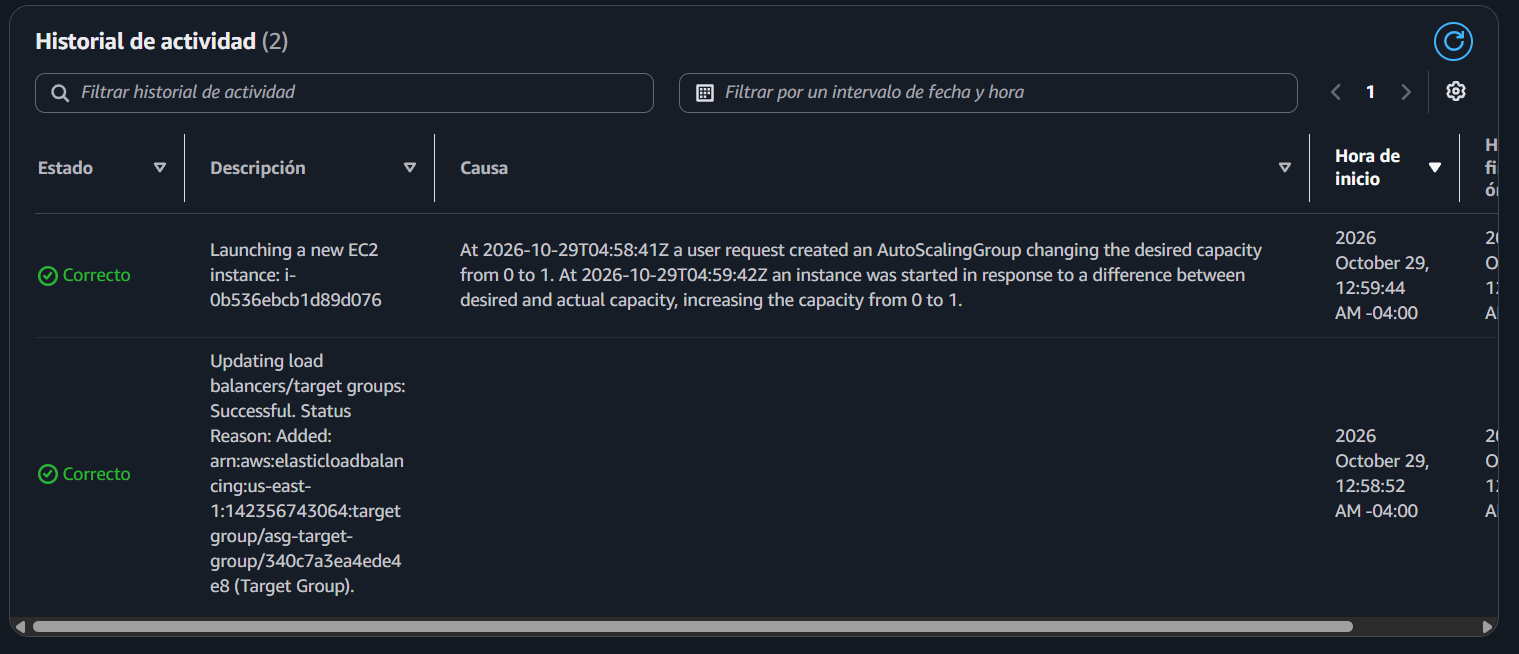 Historial de actividad (2)
Filtrar historial de actividad
Filtrar por un intervalo de fecha y hora
1
Estado
Descripción
Causa
Hora de
inicio
Correcto
Launching a new EC2
instance: i-
0b536ebcb1d89d076
At 2026-10-29T04:58:41Z a user request created an AutoScalingGroup changing the desired capacity
from 0 to 1. At 2026-10-29T04:59:42Z an instance was started in response to a difference between
desired and actual capacity, increasing the capacity from 0 to 1.
2026
October 29,
12:59:44
AM -04:00
Correcto
Updating load
balancers/target groups:
Successful. Status
Reason: Added:
arn:aws:elasticloadbalan
cing:us-east-
1:142356743064:target
group/asg-target-
group/340c7a3ea4ede4
e8 (Target Group).
2026
October 29,
12:58:52
AM -04:00